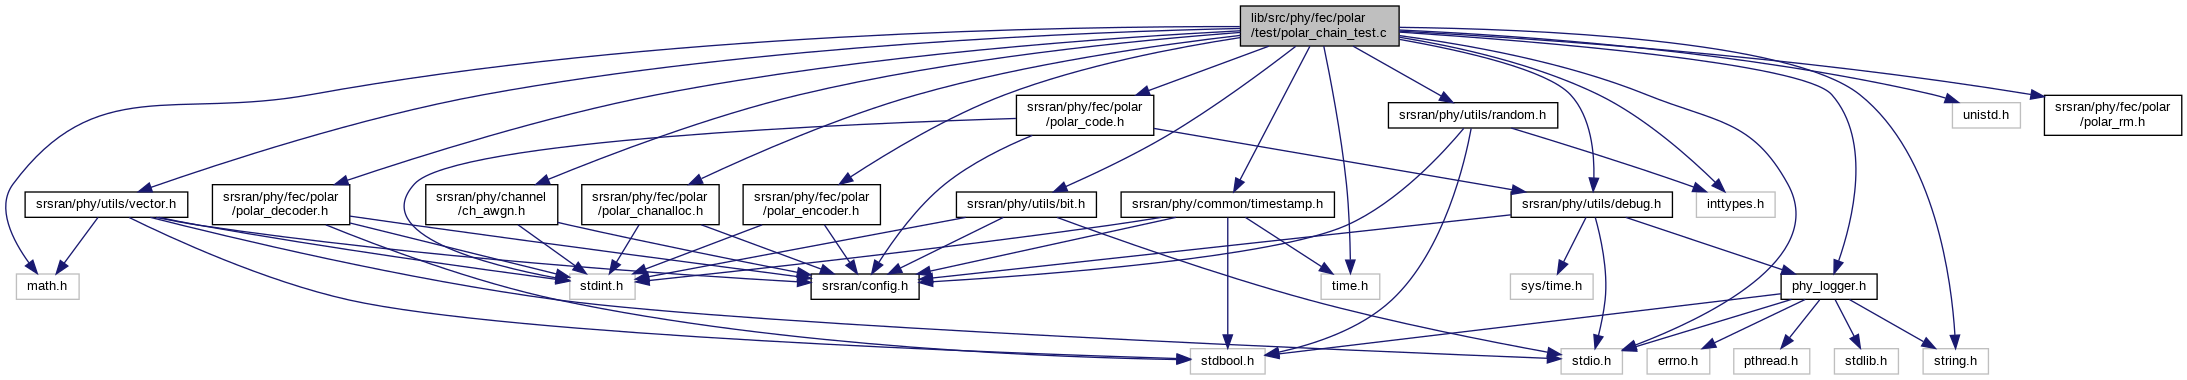 lib/src/phy/fec/polar
/test/polar_chain_test.c
srsran/phy/fec/polar
/polar_code.h
srsran/phy/utils/random.h
unistd.h
srsran/phy/fec/polar
/polar_rm.h
srsran/phy/utils/vector.h
srsran/phy/fec/polar
/polar_decoder.h
srsran/phy/channel
/ch_awgn.h
srsran/phy/fec/polar
/polar_chanalloc.h
srsran/phy/fec/polar
/polar_encoder.h
srsran/phy/utils/bit.h
srsran/phy/common/timestamp.h
srsran/phy/utils/debug.h
inttypes.h
math.h
stdint.h
srsran/config.h
time.h
sys/time.h
phy_logger.h
stdbool.h
stdio.h
errno.h
pthread.h
stdlib.h
string.h